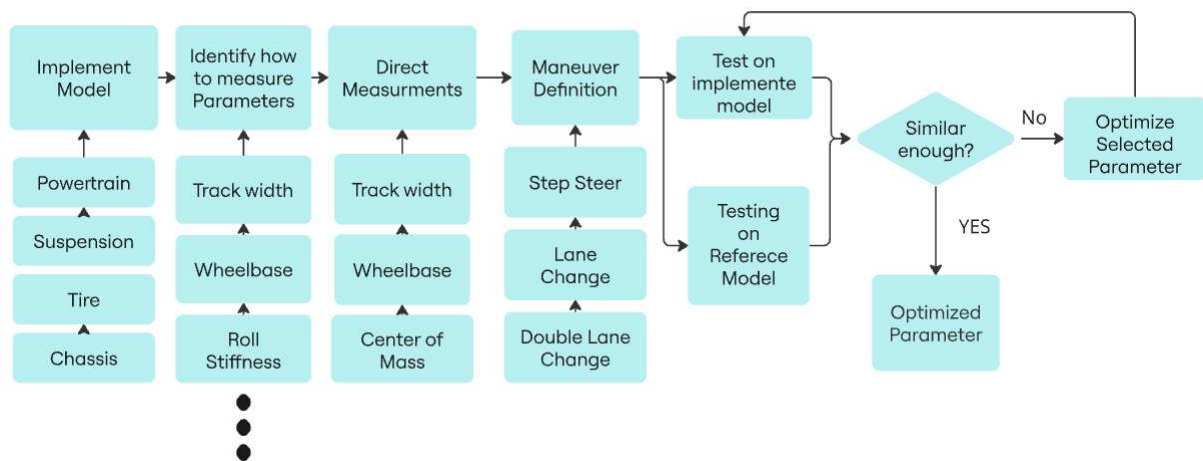 Implement
Model
Identify how
to measure
Parameters
Direct
Measurments
Maneuver
Definition
Test on
implemente
model
Similar
enough?
No
Optimize
Selected
Parameter
Powertrain
Suspension
Tire
Chassis
Track width
Wheelbase
Roll
Stiffness
Track width
Wheelbase
Center of
Mass
Step Steer
Lane
Change
Double Lane
Change
Testing
on
Referece
Model
YES
Optimized
Parameter